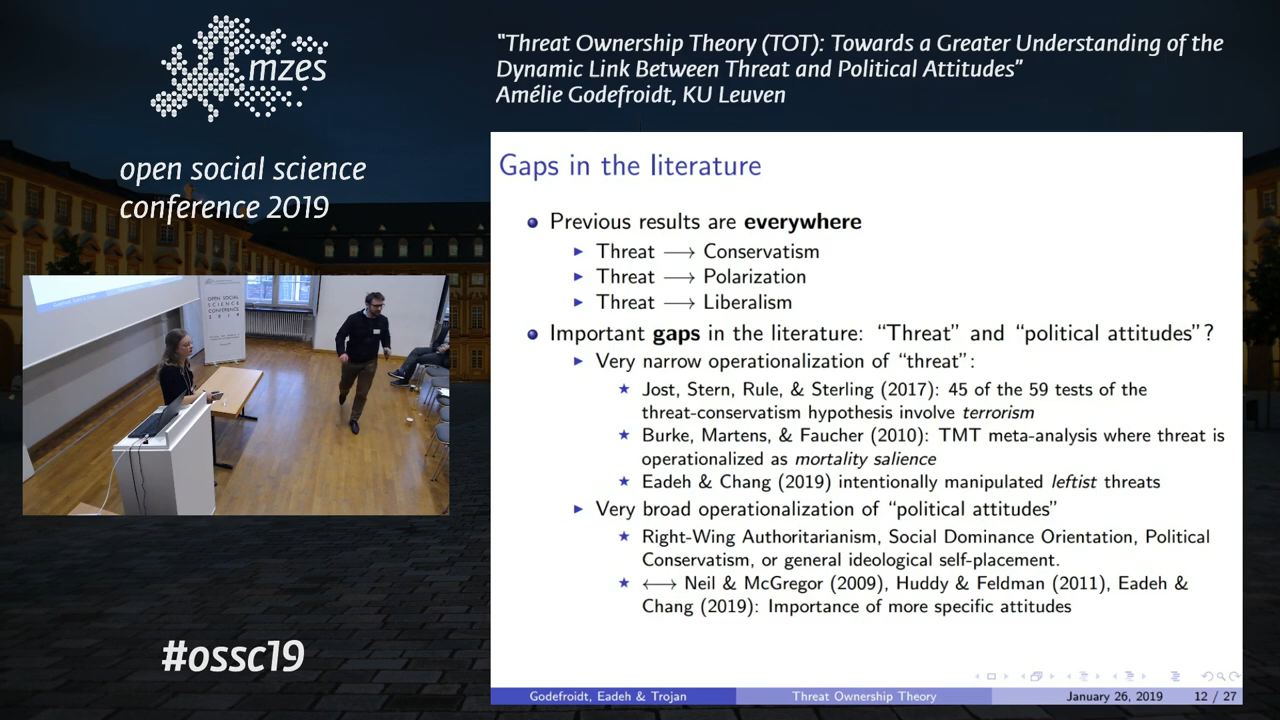 mzes
open social science
conference 2019
#ossc19
"Threat Ownership Theory (TOT): Towards a Greater Understanding of the
Dynamic Link Between Threat and Political Attitudes"
Amélie Godefroidt, KU Leuven
Gaps in the literature
Previous results are everywhere
Threat ⟶ Conservatism
Threat ⟶ Polarization
Threat ⟶ Liberalism
Important gaps in the literature: "Threat" and "political attitudes"?
Very narrow operationalization of "threat":
Jost, Stern, Rule, & Sterling (2017): 45 of the 59 tests of the
threat-conservatism hypothesis involve terrorism
Burke, Martens, & Faucher (2010): TMT meta-analysis where threat is
operationalized as mortality salience
Eadeh & Chang (2019) intentionally manipulated leftist threats
Very broad operationalization of "political attitudes"
Right-Wing Authoritarianism, Social Dominance Orientation, Political
Conservatism, or general ideological self-placement.
⟷ Neil & McGregor (2009), Huddy & Feldman (2011), Eadeh &
Chang (2019): Importance of more specific attitudes
Godefroidt, Eadeh & Trojan Threat Ownership Theory January 26, 2019 12 / 27
OPEN SOCIAL
SCIENCE
CONFERENCE
2019